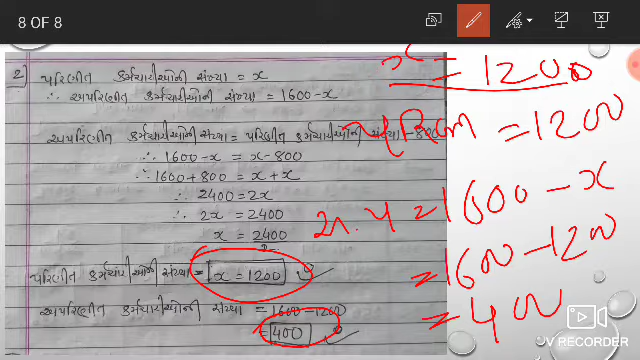 8 OF 8
2) પરિણીત કર્મચારીઓની સંખ્યા = x
∴ અપરિણીત કર્મચારીઓની સંખ્યા = 1600-x
અપરિણીત કર્મચારીઓની સંખ્યા = પરિણીત કર્મચારીઓની સંખ્યા - 800
∴ 1600-x = x-800
∴ 1600+800 = x+x
∴ 2400 = 2x
∴ 2x = 2400
x = 2400
2
પરિણીત કર્મચારીઓની સંખ્યા = x = 1200
અપરિણીત કર્મચારીઓની સંખ્યા = 1600-1200
= 400
x = 1200
= 1200
= 1600 - x
= 1600 - 1200
= 400
UV RECORDER